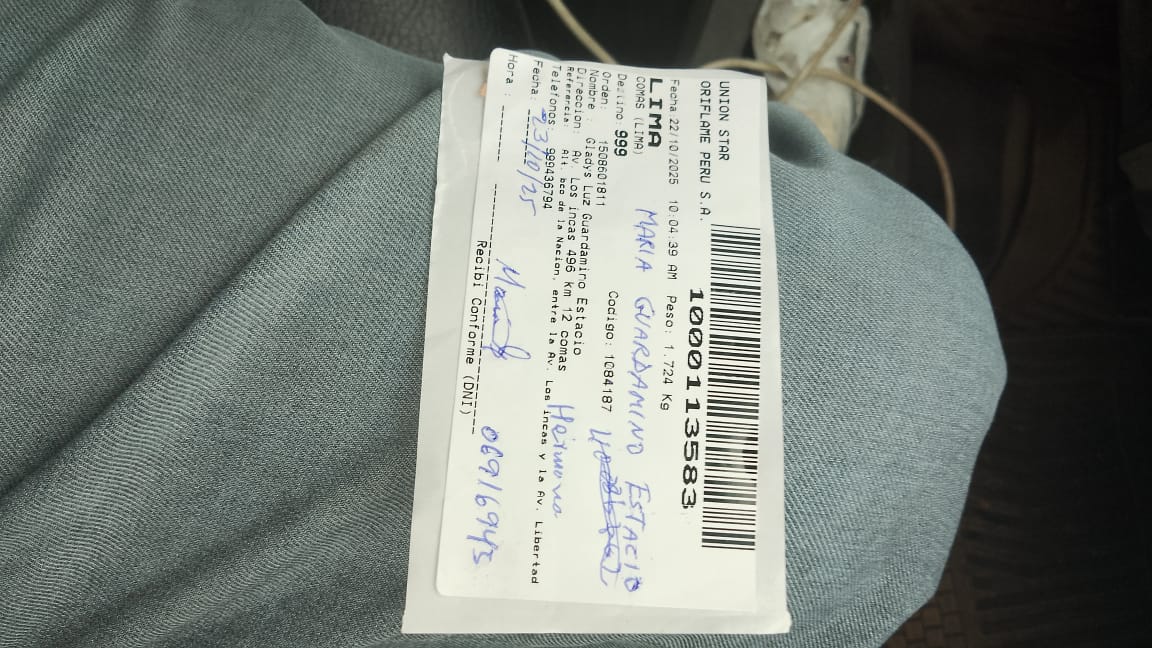 UNION STAR
ORIFLAME PERU S.A.
10001135583
Fecha 22/10/2025 10:04:39 AM Peso: 1.724 Kg
LIMA
COMAS (LIMA)
MARIA GUARDAMINO ESTACIO
Destino: 999
Orden: 1508601811 Codigo: 1084187
Nombre : Gladys Luz Guardamino Estacio
Direccion: Av. Los incas 496 km 12 comas
Referencia: Alt. bco de la Nacion, entre la Av. Los incas y la Av. Libertad
Hermana
Telefonos: 999436794
Fecha: 23/10/25
Hora :
06916943
Recibi Conforme (DNI)